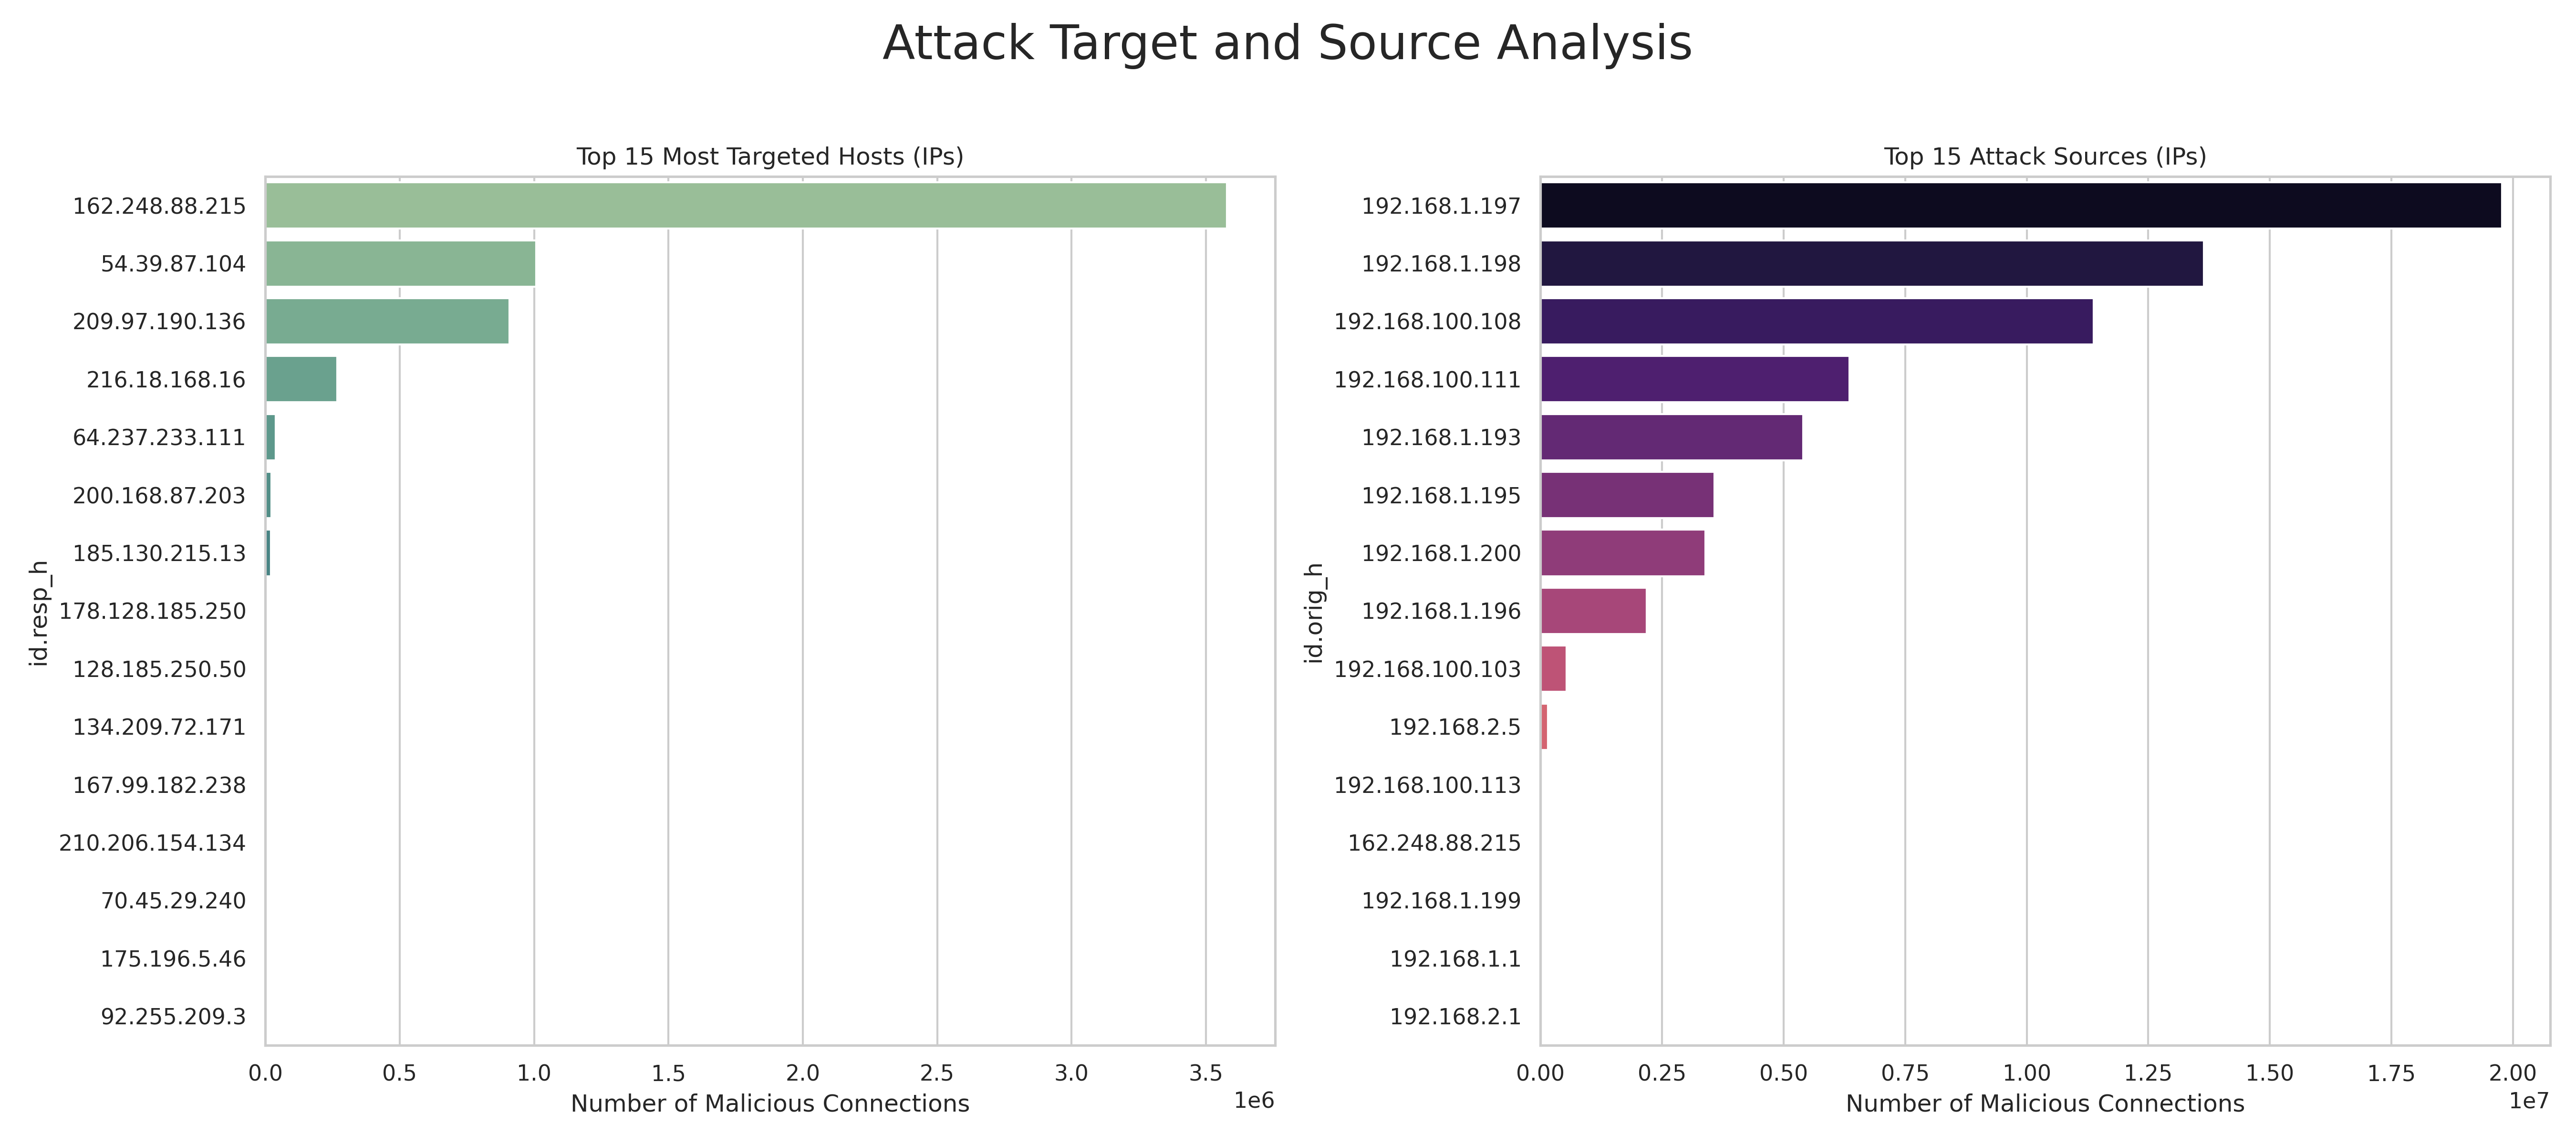 Attack Target and Source Analysis
Top 15 Most Targeted Hosts (IPs)
id.resp_h
162.248.88.215
54.39.87.104
209.97.190.136
216.18.168.16
64.237.233.111
200.168.87.203
185.130.215.13
178.128.185.250
128.185.250.50
134.209.72.171
167.99.182.238
210.206.154.134
70.45.29.240
175.196.5.46
92.255.209.3
0.0 0.5 1.0 1.5 2.0 2.5 3.0 3.5
1e6
Number of Malicious Connections
Top 15 Attack Sources (IPs)
id.orig_h
192.168.1.197
192.168.1.198
192.168.100.108
192.168.100.111
192.168.1.193
192.168.1.195
192.168.1.200
192.168.1.196
192.168.100.103
192.168.2.5
192.168.100.113
162.248.88.215
192.168.1.199
192.168.1.1
192.168.2.1
0.00 0.25 0.50 0.75 1.00 1.25 1.50 1.75 2.00
1e7
Number of Malicious Connections